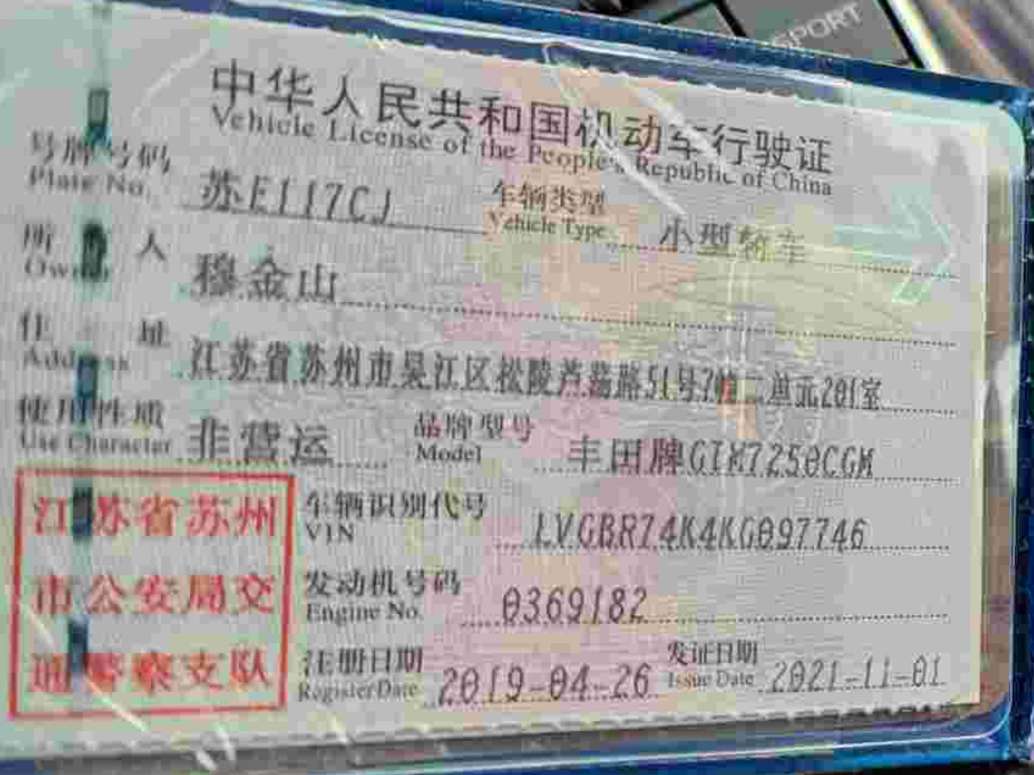 SPORT
中华人民共和国机动车行驶证
Vehicle License of the People's Republic of China
号牌号码 苏E117CJ 车辆类型 小型轿车
Plate No. Vehicle Type
所 人 穆金山
Owner
住 址 江苏省苏州市吴江区松陵芦荡路51号7幢二单元201室
Address
使用性质 非营运 品牌型号 丰田牌GTM7250CGM
Use Character Model
江苏省苏州 车辆识别代号 LVGBR74K4KG097746
VIN
市公安局交 发动机号码 0369182
Engine No.
通警察支队 注册日期 2019-04-26 发证日期 2021-11-01
Register Date Issue Date